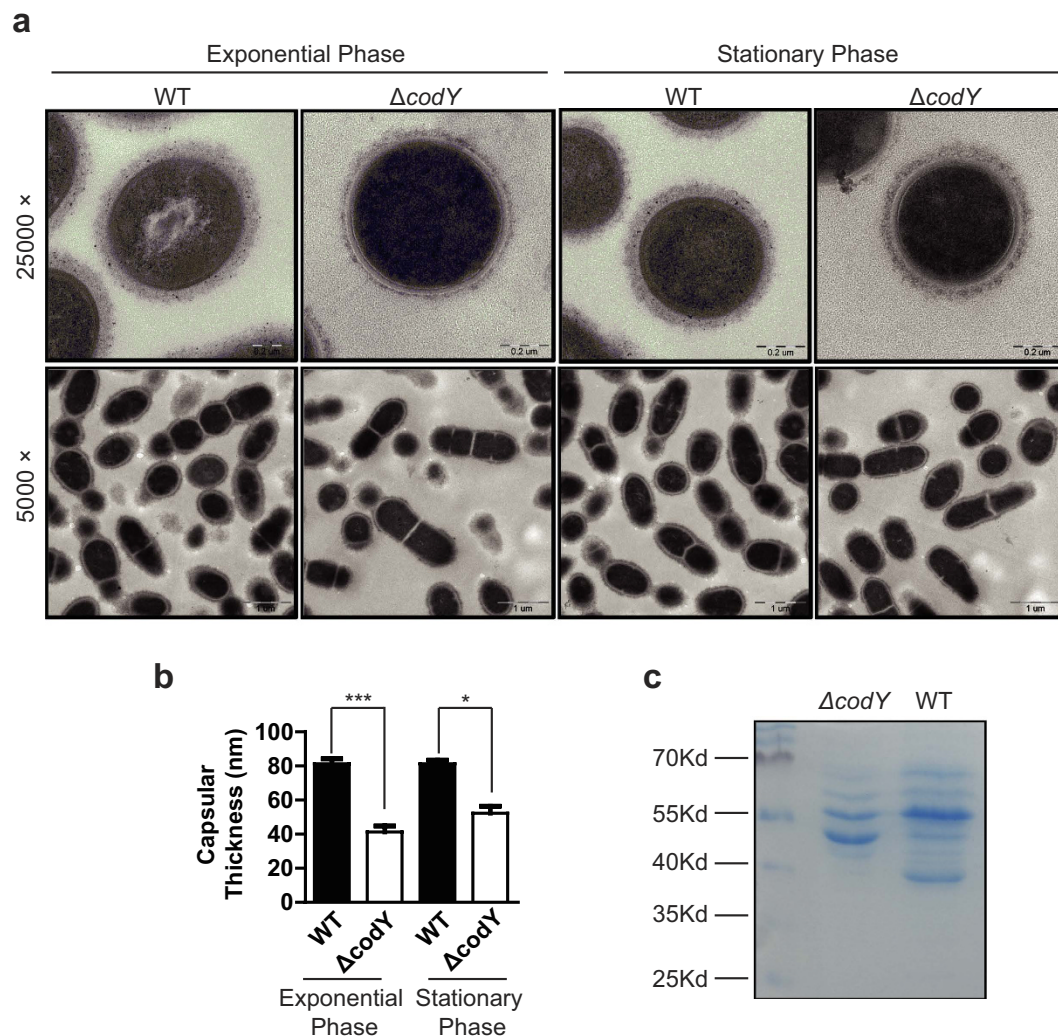 a
Exponential Phase
Stationary Phase
WT
ΔcodY
WT
ΔcodY
25000 ×
0.2 um
0.2 um
0.2 um
0.2 um
5000 ×
1 um
1 um
1 um
1 um
b
Capsular
Thickness (nm)
100
80
60
40
20
0
***
*
WT
ΔcodY
WT
ΔcodY
Exponential
Phase
Stationary
Phase
c
ΔcodY
WT
70Kd
55Kd
40Kd
35Kd
25Kd